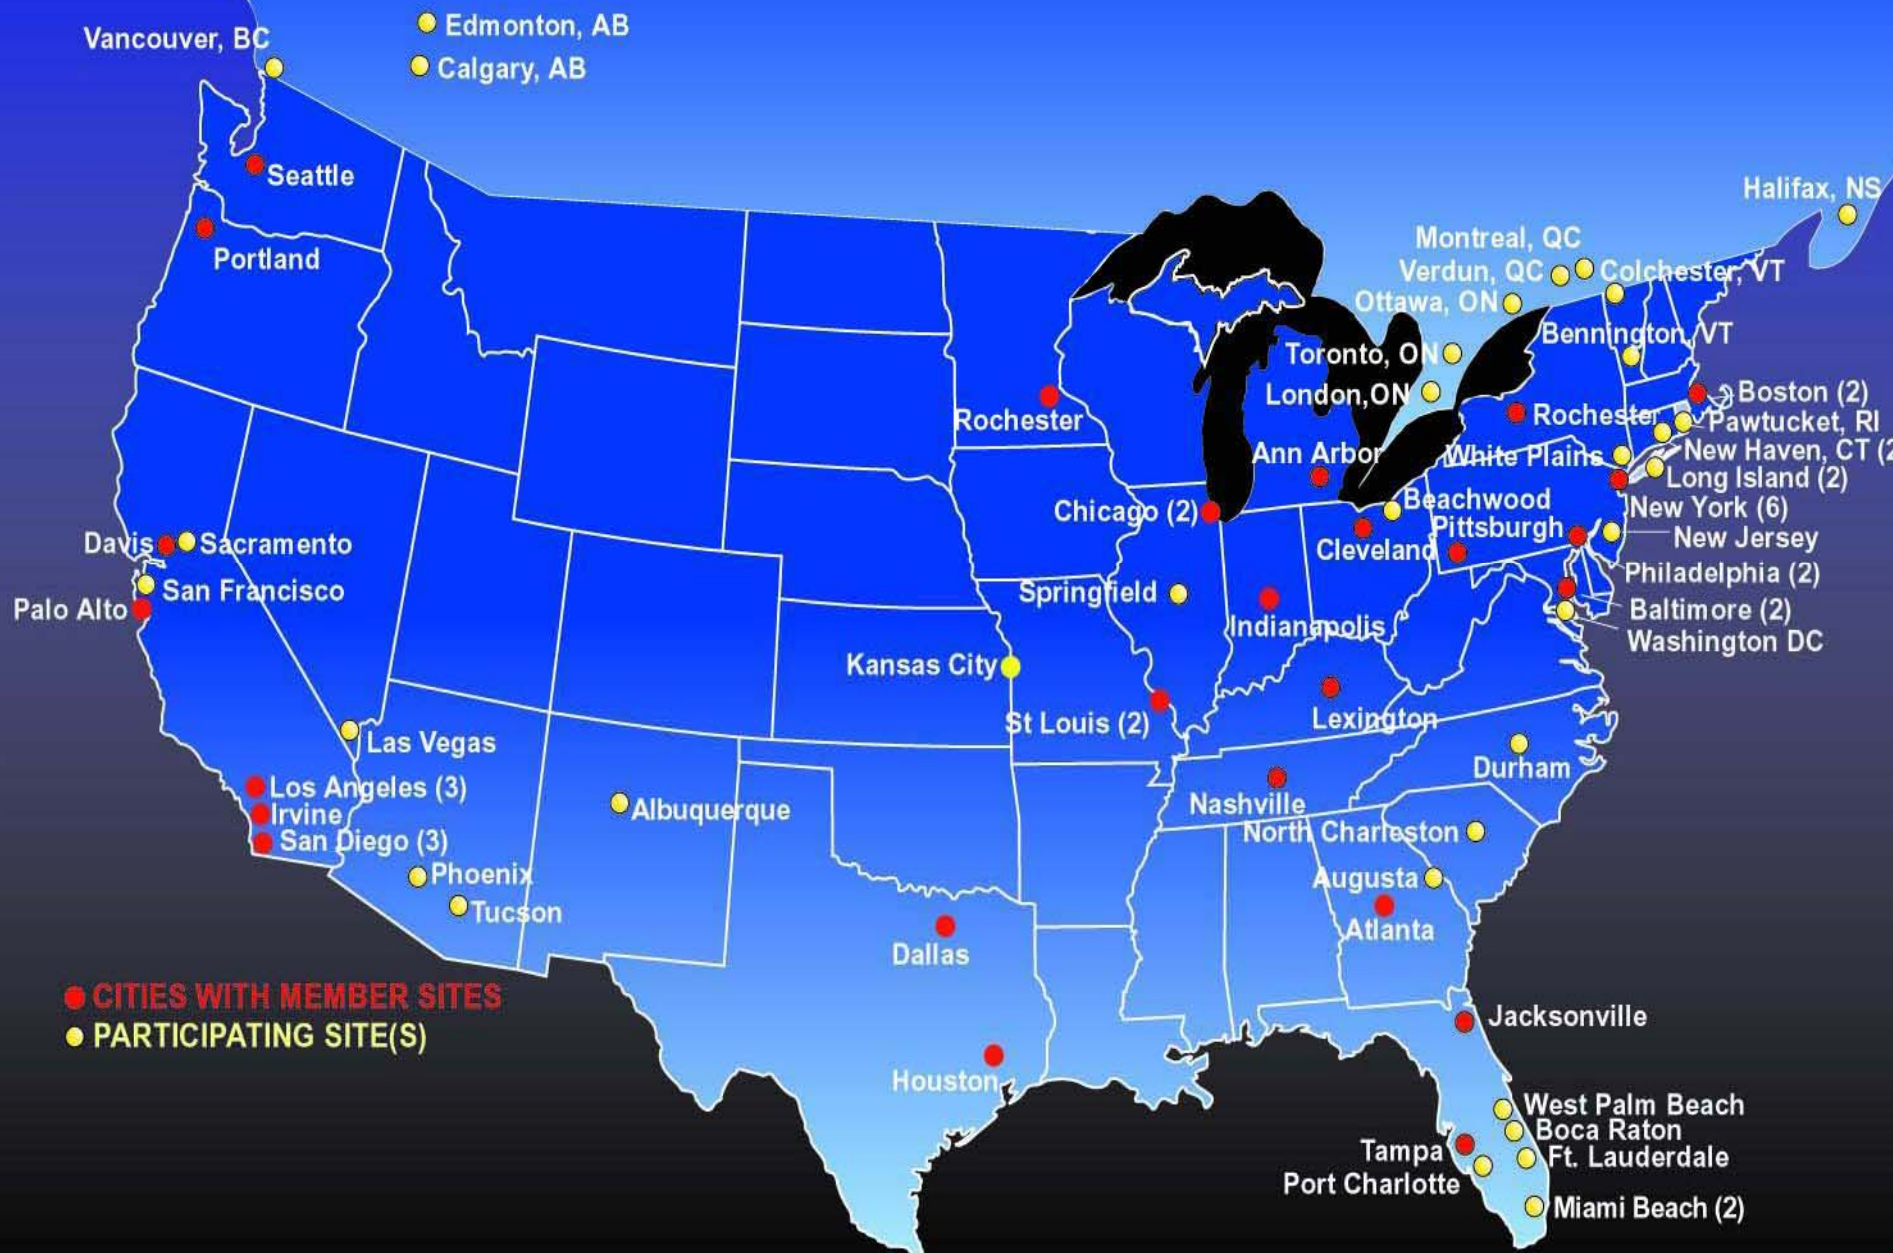 Edmonton, AB
Vancouver, BC
Calgary, AB
Seattle
Halifax, NS
Portland
Montreal, QC
Verdun, QC
Colchester, VT
Ottawa, ON
Bennington, VT
Toronto, ON
London,ON
Boston (2)
Rochester
Rochester
Pawtucket, RI
Ann Arbor
White Plains
New Haven, CT (2
Long Island (2)
Beachwood
Chicago (2)
New York (6)
Pittsburgh
New Jersey
Davis
Sacramento
Cleveland
Philadelphia (2)
San Francisco
Springfield
Palo Alto
Baltimore (2)
Indianapolis
Washington DC
Kansas City
Lexington
St Louis (2)
Las Vegas
Durham
Los Angeles (3)
Nashville
Albuquerque
Irvine
North Charleston
San Diego (3)
Phoenix
Augusta
Tucson
Atlanta
Dallas
CITIES WITH MEMBER SITES
Jacksonville
PARTICIPATING SITE(S)
Houston
West Palm Beach
Boca Raton
Tampa
Ft. Lauderdale
Port Charlotte
Miami Beach (2)